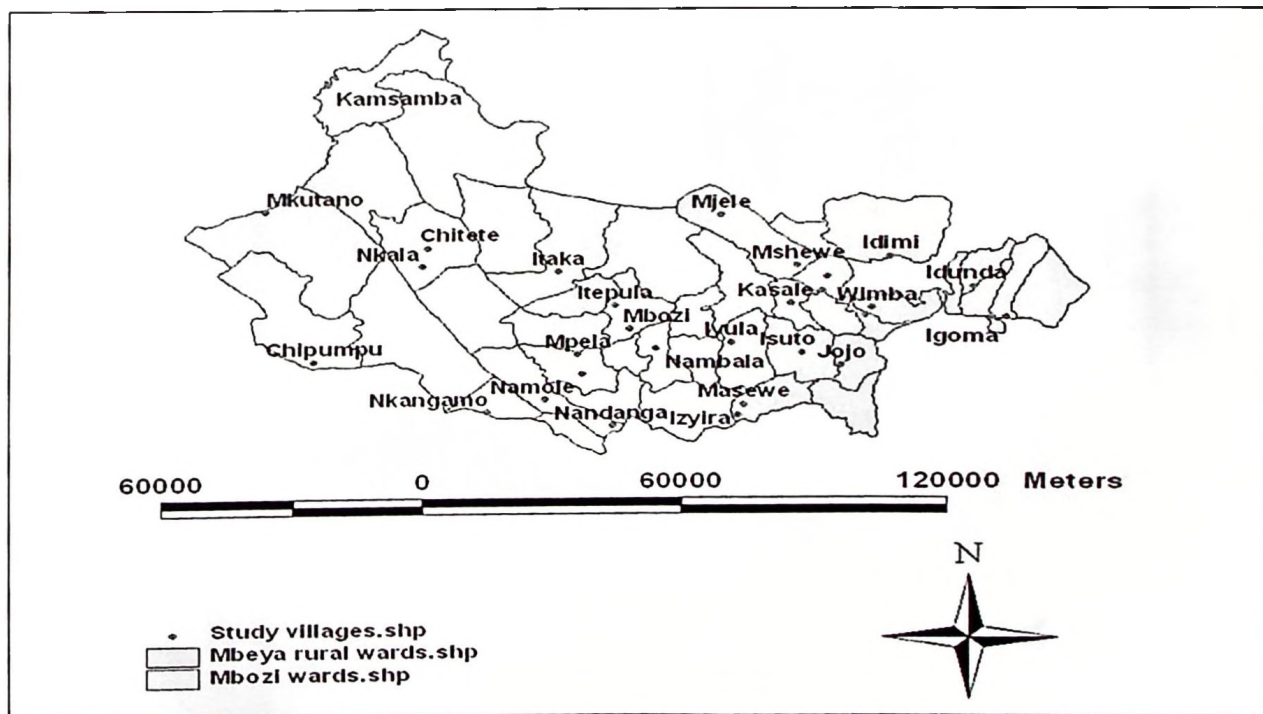 Kamsamba
Mkutano
Mjele
Chitete
Nkala
Itaka
Mshewe
Idimi
Idunda
Itepula
Kasale
Wimba
Mbozi
Mpela
Iyula
Isuto
Igoma
Chipumpu
Nambala
Jojo
Namole
Masewe
Nkangamo
Nandanga
Izyira
60000 0 60000 120000 Meters
N
Study villages.shp
Mbeya rural wards.shp
Mbozi wards.shp